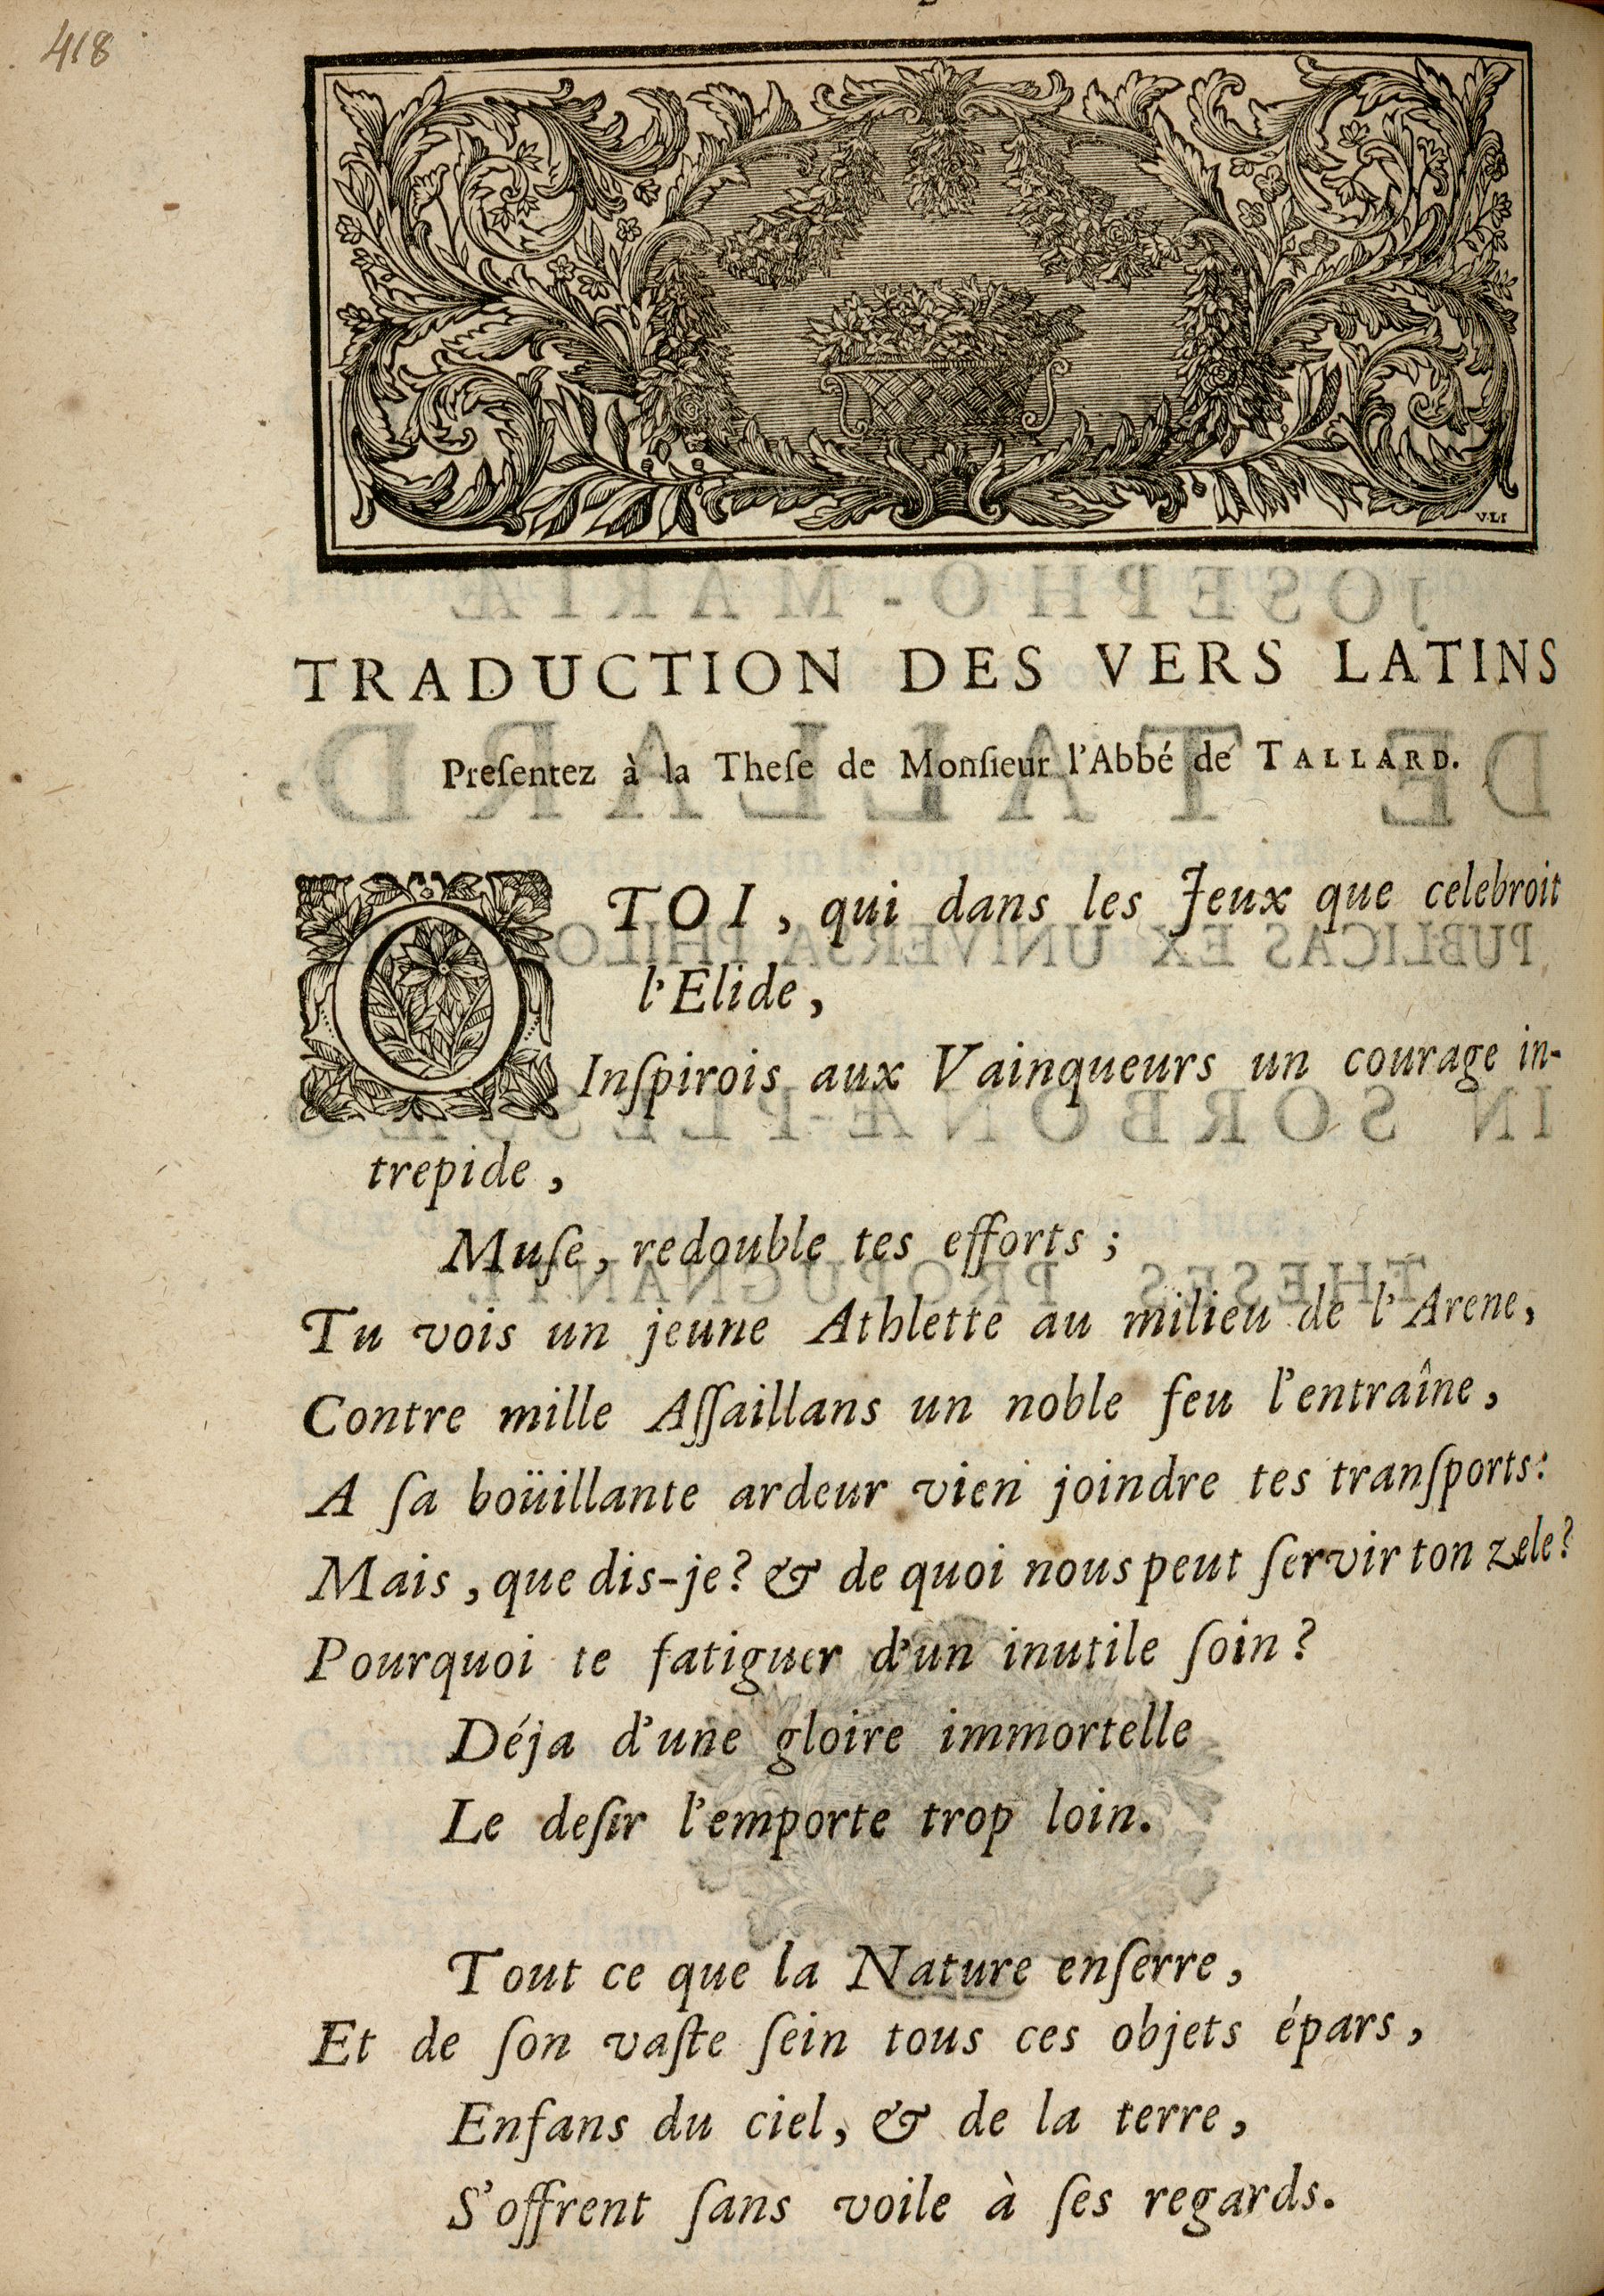 418
V.L.I
TRADUCTION DES VERS LATINS
Preſentez à la Theſe de Monſieur l'Abbé de TALLARD.
O TOI, qui dans les Jeux que celebroit
l'Elide,
Inſpirois aux Vainqueurs un courage in-
trepide,
Muſe, redouble tes efforts;
Tu vois un jeune Athlette au milieu de l'Arene,
Contre mille Aſſaillans un noble feu l'entraîne,
A ſa boüillante ardeur vien joindre tes tranſports:
Mais, que dis-je? & de quoi nous peut ſervir ton zele?
Pourquoi te fatiguer d'un inutile ſoin?
Déja d'une gloire immortelle
Le deſir l'emporte trop loin.
Tout ce que la Nature enſerre,
Et de ſon vaſte ſein tous ces objets épars,
Enfans du ciel, & de la terre,
S'offrent ſans voile à ſes regards.